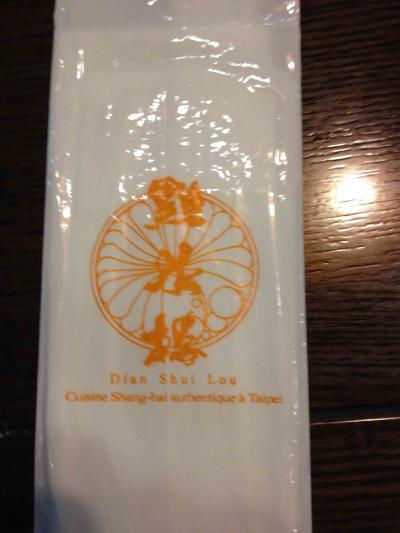 點水樓
Dian Shui Lou
Cuisine Shang-hai authentique à Taipei